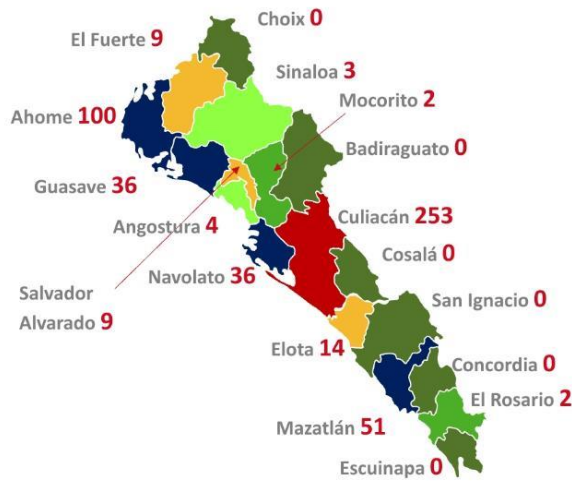 Choix 0
El Fuerte 9
Sinaloa 3
Mocorito 2
Ahome 100
Badiraguato 0
Guasave 36
Culiacán 253
Angostura 4
Cosalá 0
Navolato 36
Salvador
Alvarado 9
San Ignacio 0
Elota 14
Concordia 0
El Rosario 2
Mazatlán 51
Escuinapa 0